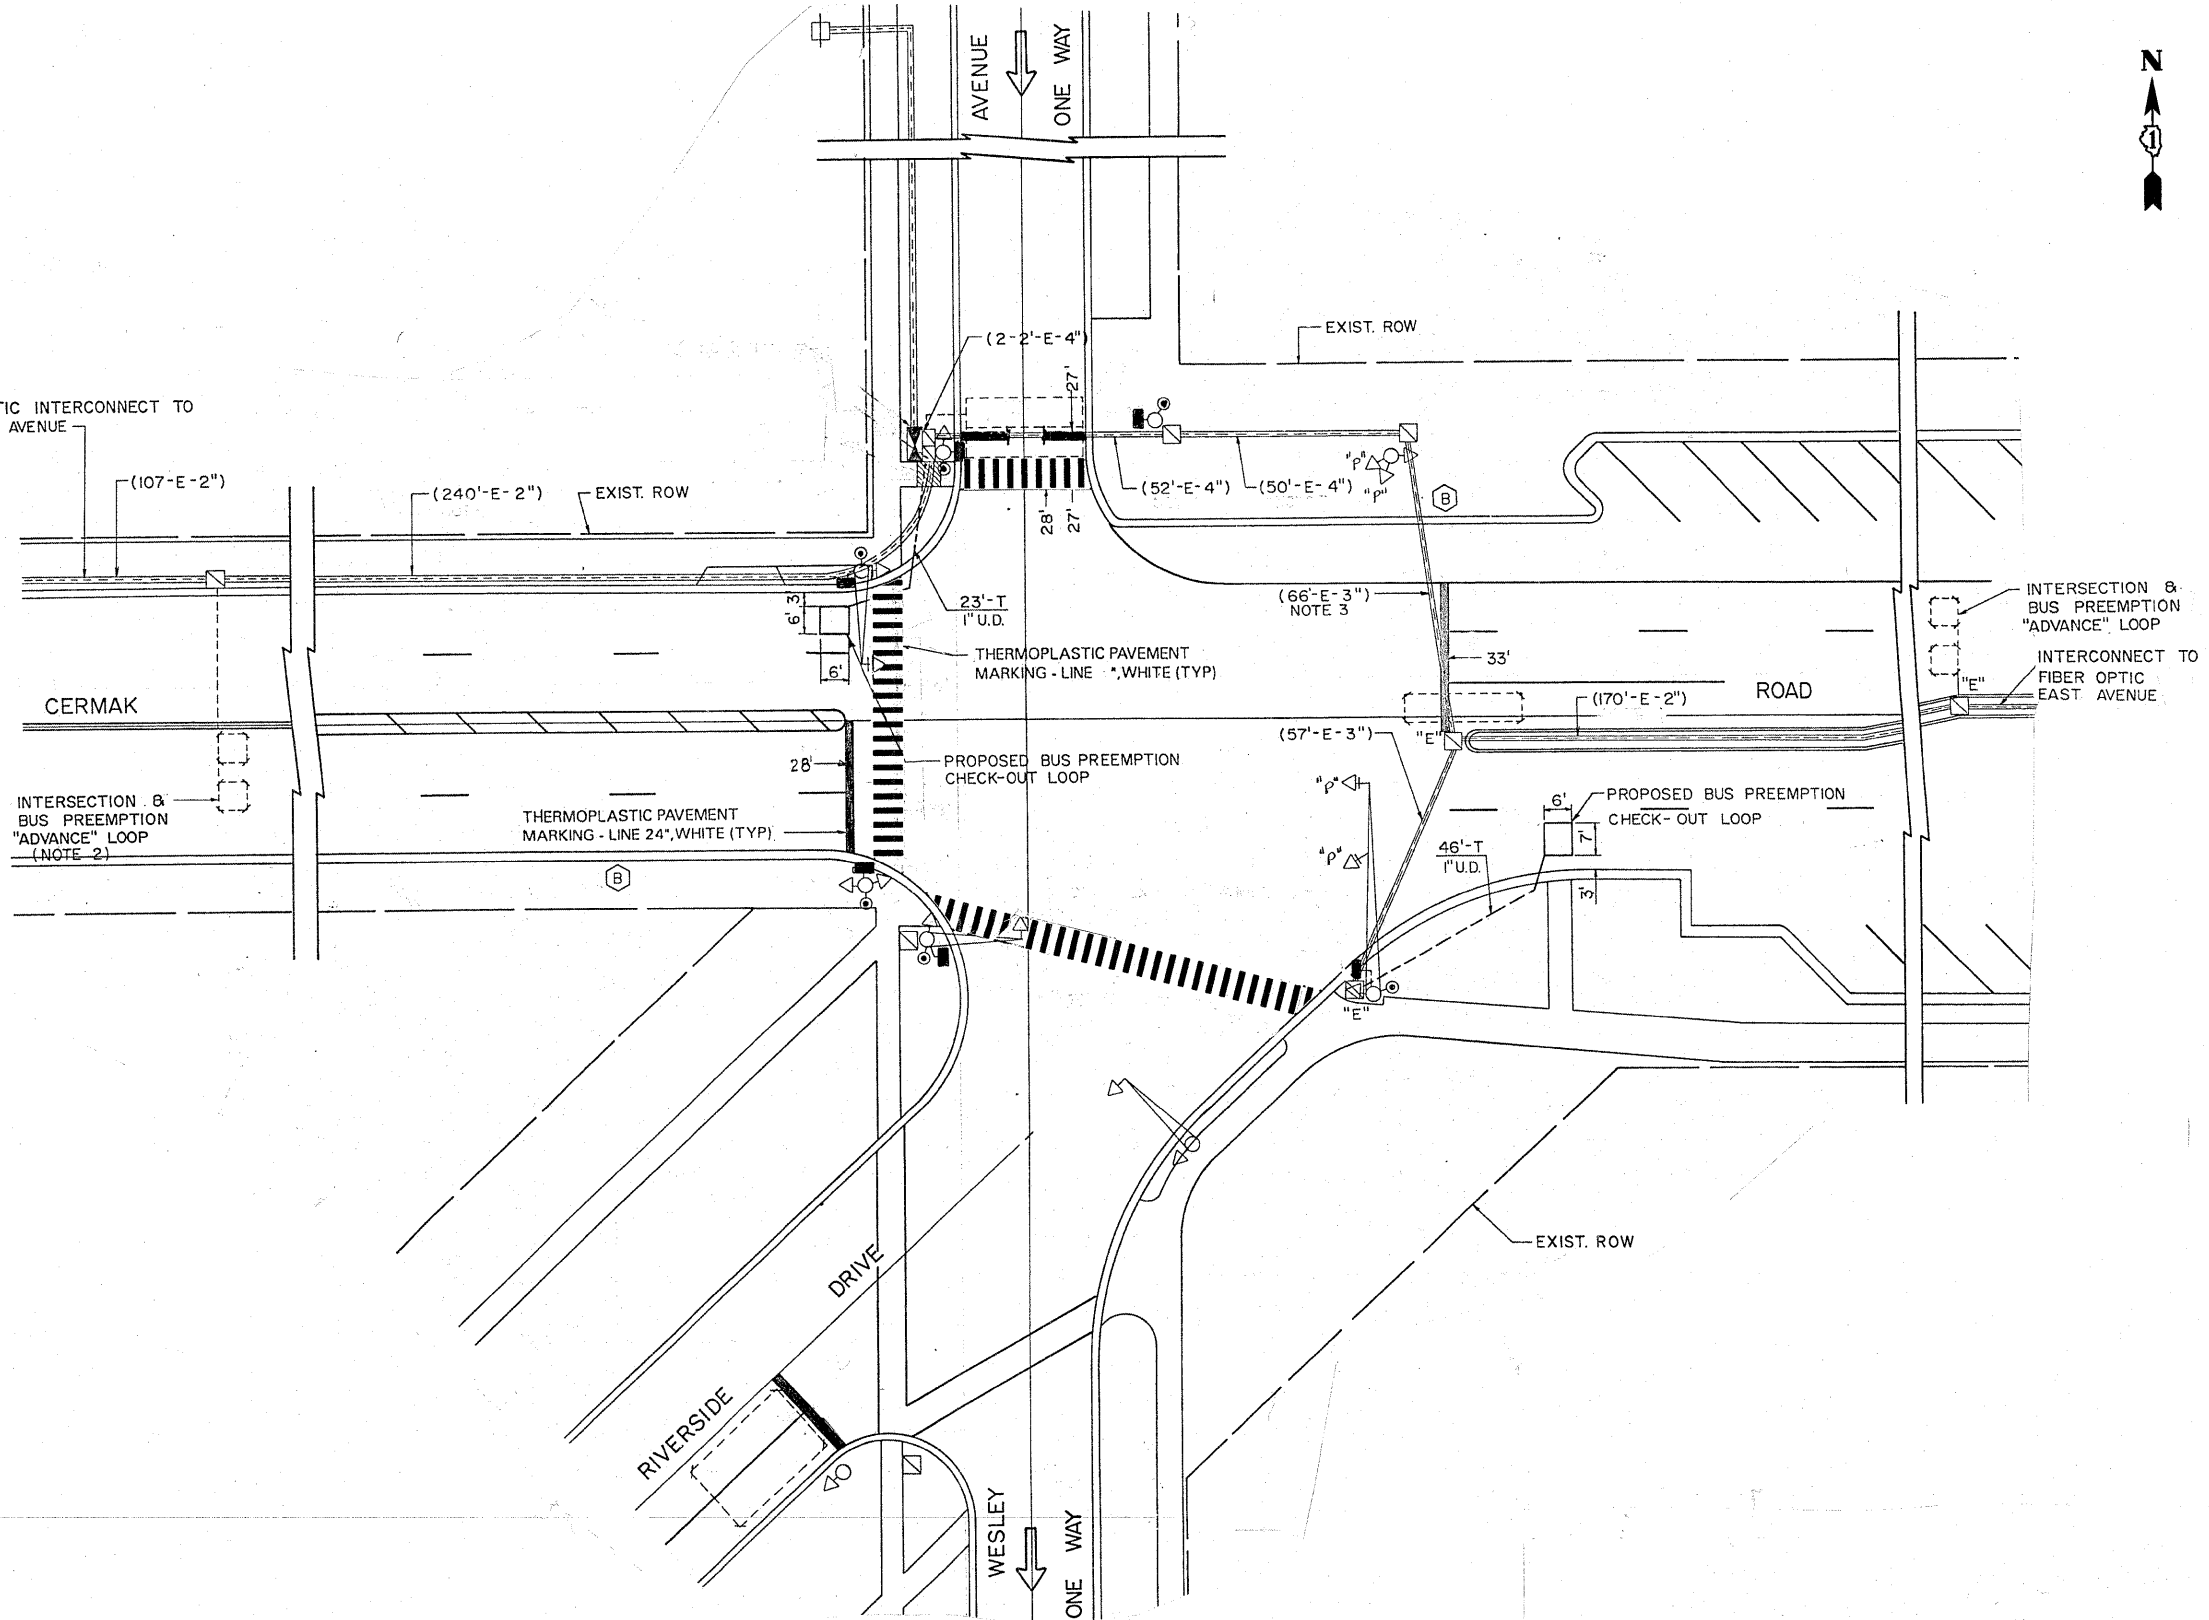 AVENUE
ONE WAY
N
1
(2-2'-E-4")
EXIST. ROW
27'
TIC INTERCONNECT TO
AVENUE
(107-E-2")
(240'-E-2")
EXIST. ROW
(52'-E-4")
(50'-E-4")
"P"
"P"
B
28'
27'
3'
6'
6'
23'-T
1" U.D.
(66'-E-3")
NOTE 3
THERMOPLASTIC PAVEMENT
MARKING - LINE ", WHITE (TYP)
33'
INTERSECTION &
BUS PREEMPTION
"ADVANCE" LOOP
INTERCONNECT TO
FIBER OPTIC
EAST AVENUE
"E"
CERMAK
ROAD
(170'-E-2")
(57'-E-3")
"E"
28'
PROPOSED BUS PREEMPTION
CHECK-OUT LOOP
INTERSECTION &
BUS PREEMPTION
"ADVANCE" LOOP
(NOTE 2)
THERMOPLASTIC PAVEMENT
MARKING - LINE 24", WHITE (TYP)
"P"
"P"
6'
7'
3'
PROPOSED BUS PREEMPTION
CHECK-OUT LOOP
46'-T
1" U.D.
B
"E"
EXIST. ROW
RIVERSIDE
DRIVE
WESLEY
ONE WAY